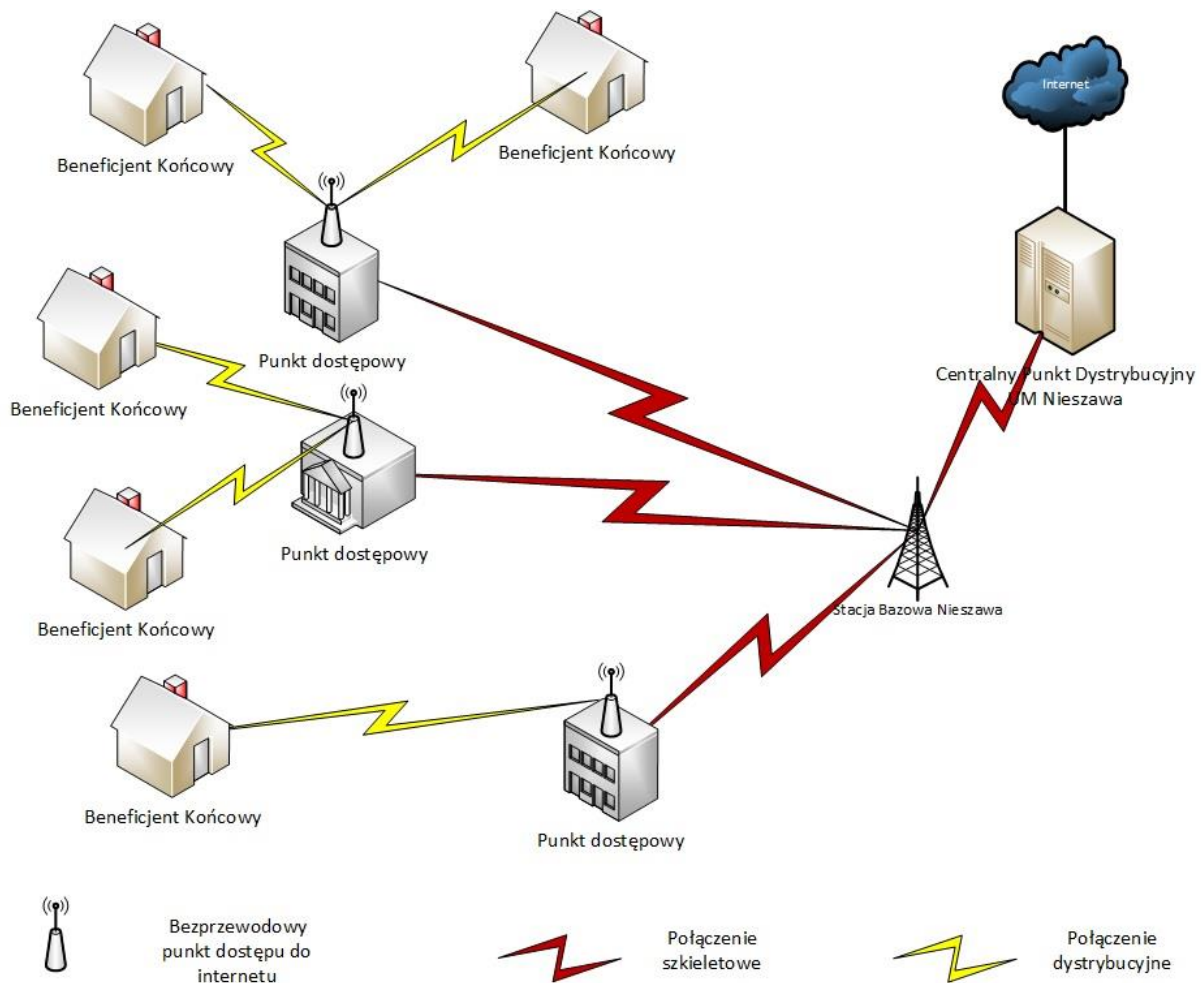 Internet
Beneficjent Końcowy
Beneficjent Końcowy
Punkt dostępowy
Centralny Punkt Dystrybucyjny
UM Nieszawa
Beneficjent Końcowy
Punkt dostępowy
Stacja Bazowa Nieszawa
Beneficjent Końcowy
Beneficjent Końcowy
Punkt dostępowy
Bezprzewodowy
punkt dostępu do
internetu
Połączenie
szkieletowe
Połączenie
dystrybucyjne